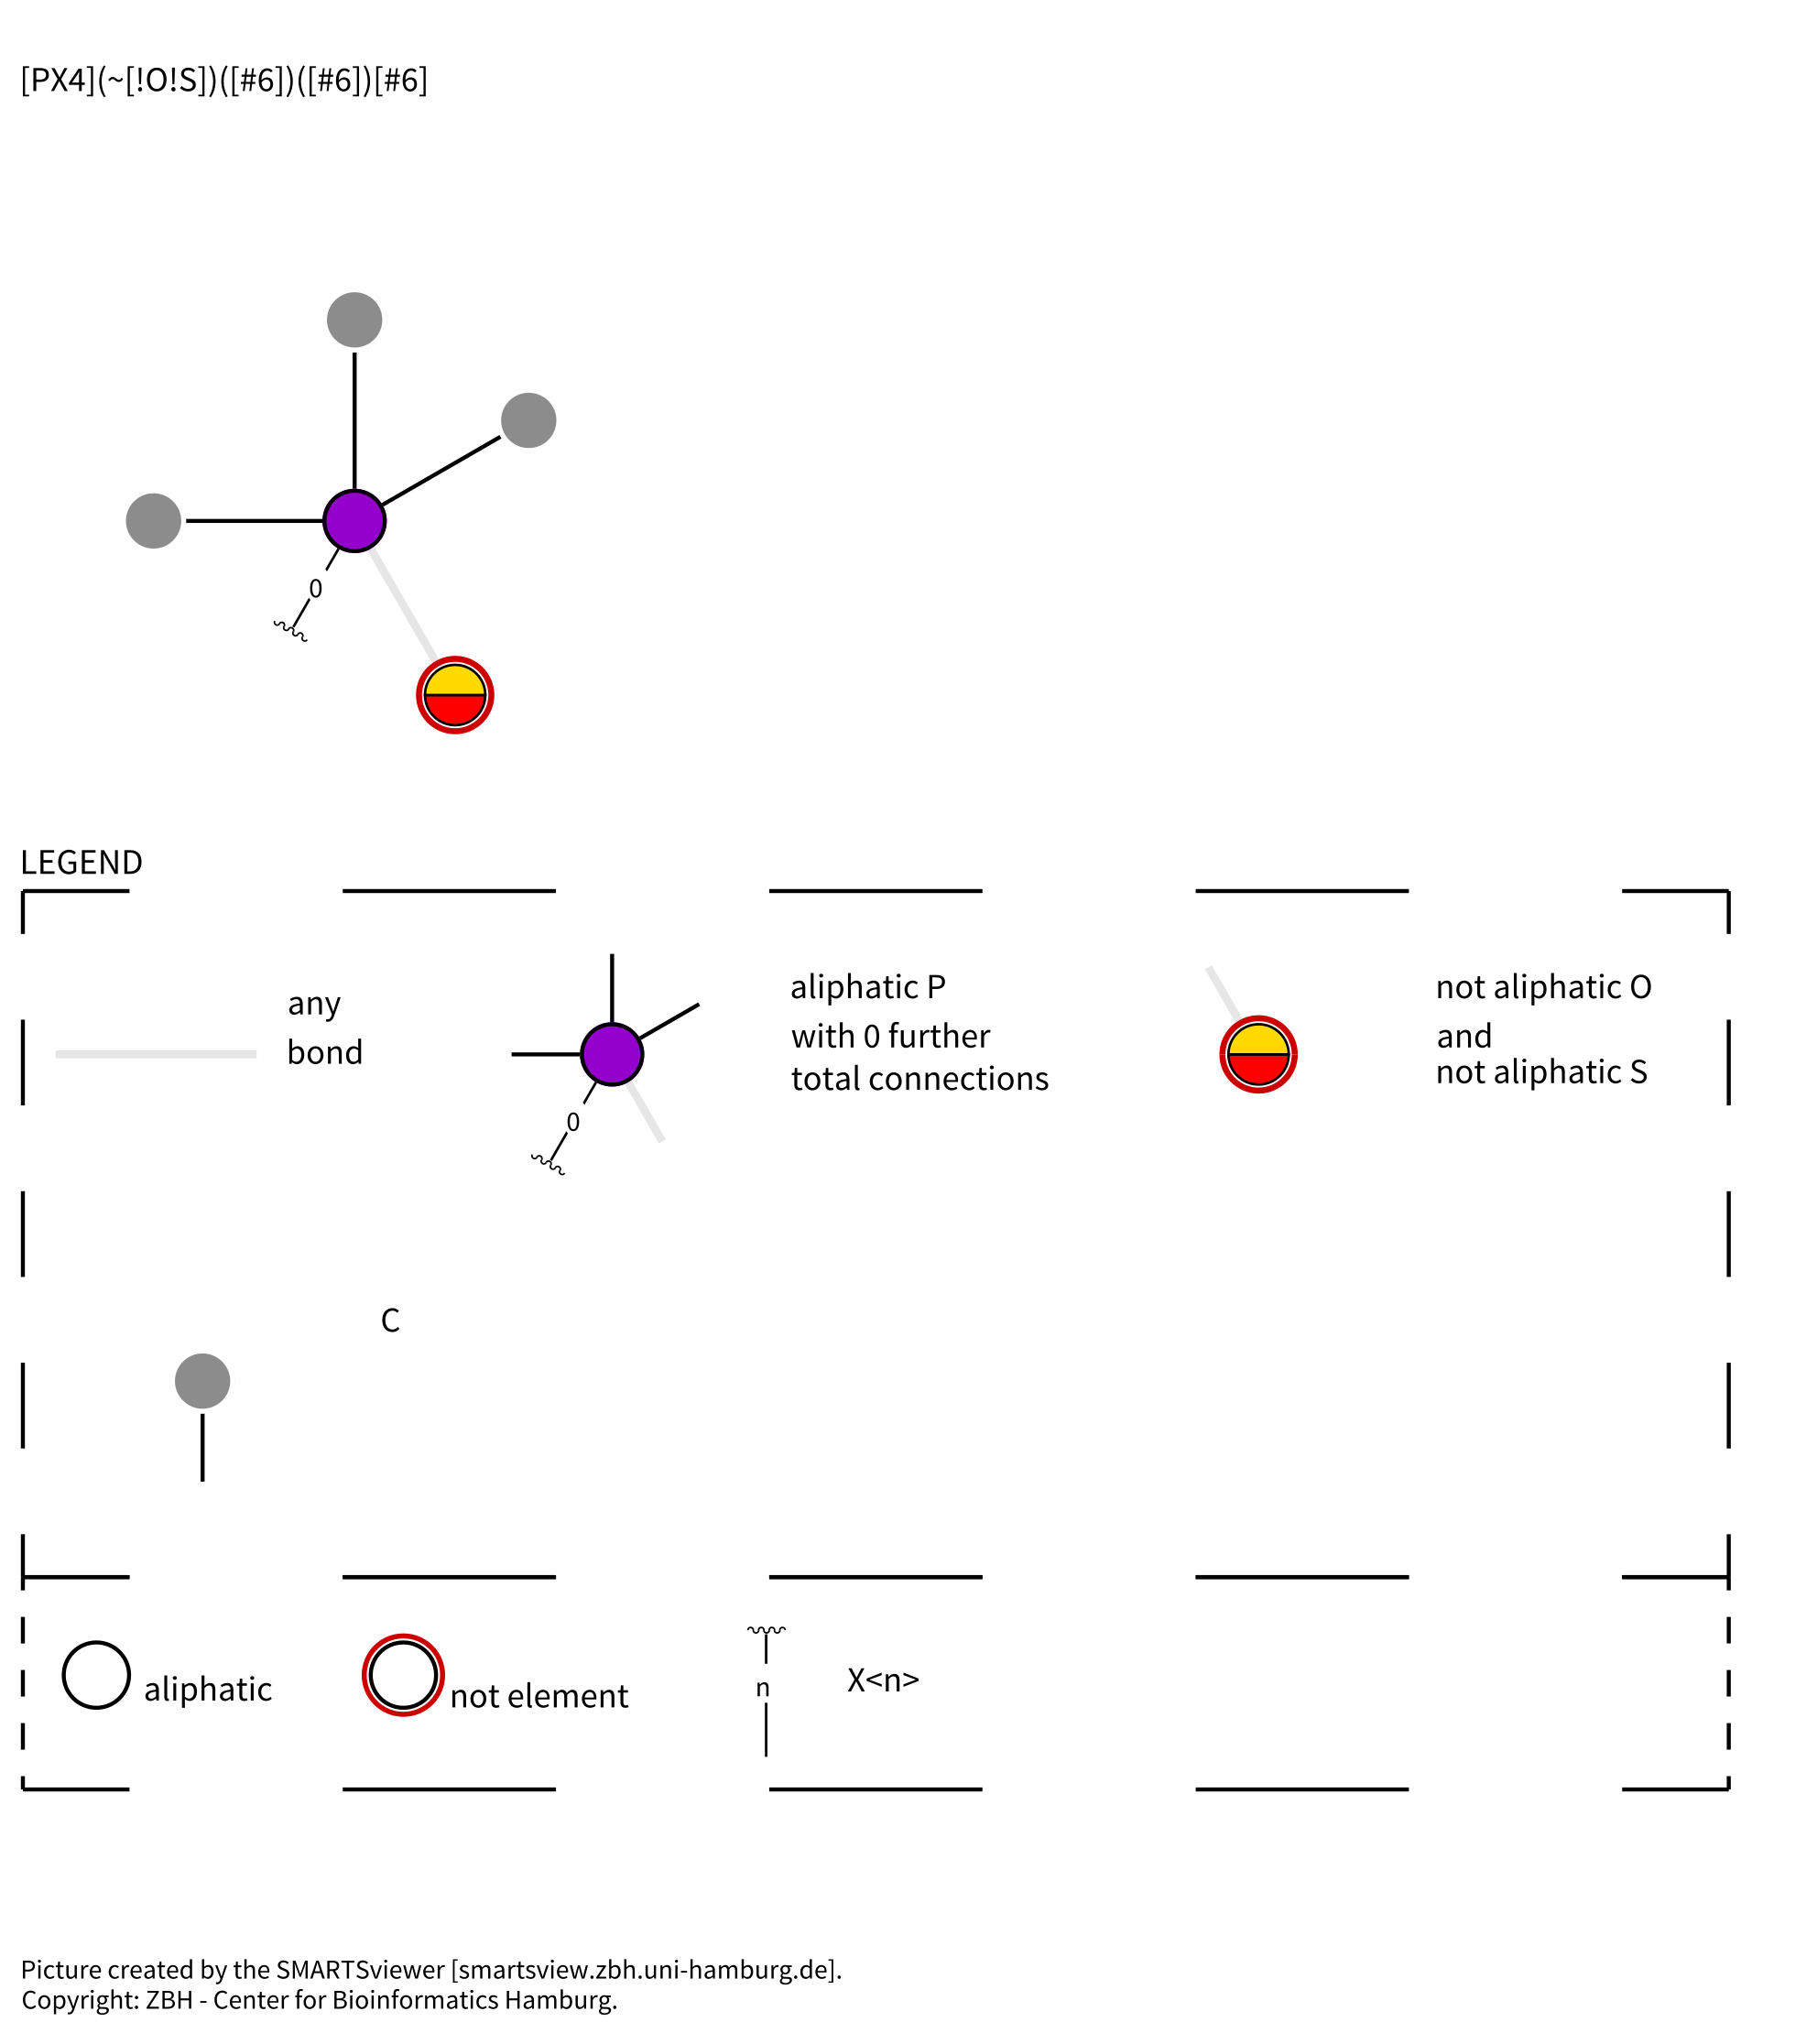 [PX4](~[!O!S])([#6])([#6])[#6]
0
LEGEND
any
bond
aliphatic P
with 0 further
total connections
0
not aliphatic O
and
not aliphatic S
C
aliphatic
not element
n
X<n>
Picture created by the SMARTSviewer [smartsview.zbh.uni-hamburg.de].
Copyright: ZBH - Center for Bioinformatics Hamburg.